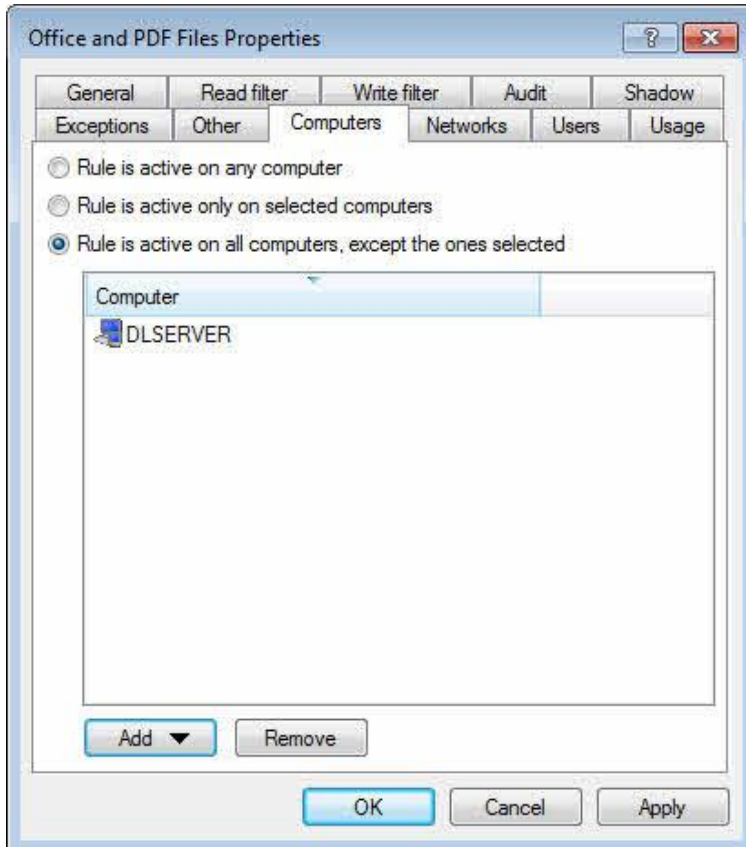 Office and PDF Files Properties
General Read filter Write filter Audit Shadow
Exceptions Other Computers Networks Users Usage
Rule is active on any computer
Rule is active only on selected computers
Rule is active on all computers, except the ones selected
Computer
DLSERVER
Add Remove
OK Cancel Apply